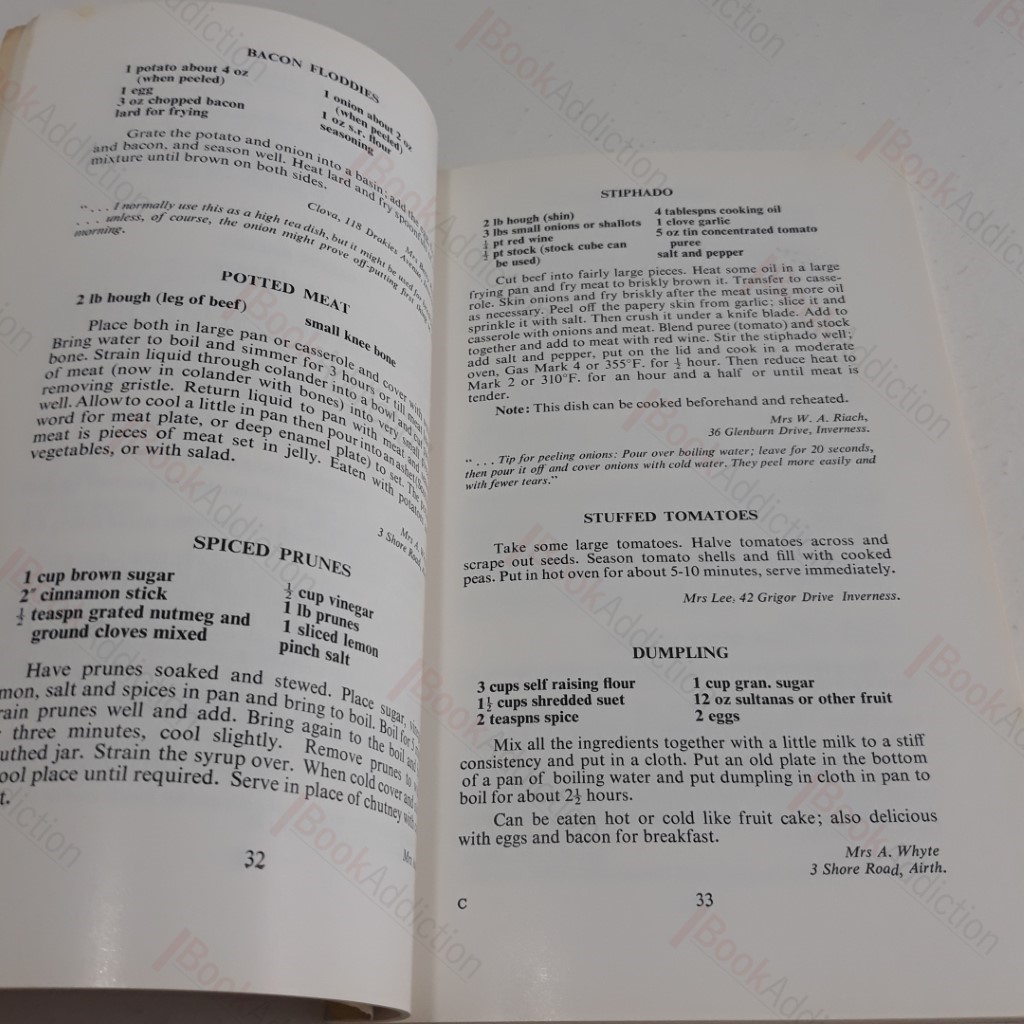 BACON FLODDIES
1 potato about 4 oz
(when peeled)
1 egg
3 oz chopped bacon
lard for frying
1 onion about 2 oz
(when peeled)
1 oz s.r. flour
seasoning
Grate the potato and onion into a basin; add the
and bacon, and season well. Heat lard and fry
mixture until brown on both sides.
Mrs
Clova, 118 Drakies Avenue,
". . . I normally use this as a high tea dish, but it might be used for
. . . unless, of course, the onion might prove off-putting first
morning.
POTTED MEAT
2 lb hough (leg of beef)
small knee bone
Place both in large pan or casserole and cover with
Bring water to boil and simmer for 3 hours or till meat
bone. Strain liquid through colander into a bowl and
of meat (now in colander with bones) into very small
removing gristle. Return liquid to pan with meat and
well. Allow to cool a little in pan then pour into an ashet
word for meat plate, or deep enamel plate) to set. The
meat is pieces of meat set in jelly. Eaten with
vegetables, or with salad.
Mrs A.
3 Shore
SPICED PRUNES
1 cup brown sugar
2" cinnamon stick
½ teaspn grated nutmeg and
ground cloves mixed
½ cup vinegar
1 lb prunes
1 sliced lemon
pinch salt
Have prunes soaked and stewed. Place sugar,
mon, salt and spices in pan and bring to boil. Boil for 5
rain prunes well and add. Bring again to the boil and
three minutes, cool slightly. Remove prunes to
uthed jar. Strain the syrup over. When cold cover and
ool place until required. Serve in place of chutney with
t.
32
STIPHADO
2 lb hough (shin)
3 lbs small onions or shallots
½ pt red wine
½ pt stock (stock cube can
be used)
4 tablespns cooking oil
1 clove garlic
5 oz tin concentrated tomato
puree
salt and pepper
Cut beef into fairly large pieces. Heat some oil in a large
frying pan and fry meat to briskly brown it. Transfer to casse-
role. Skin onions and fry briskly after the meat using more oil
as necessary. Peel off the papery skin from garlic; slice it and
sprinkle it with salt. Then crush it under a knife blade. Add to
casserole with onions and meat. Blend puree (tomato) and stock
together and add to meat with red wine. Stir the stiphado well;
add salt and pepper, put on the lid and cook in a moderate
oven, Gas Mark 4 or 355°F. for ½ hour. Then reduce heat to
Mark 2 or 310°F. for an hour and a half or until meat is
tender.
Note: This dish can be cooked beforehand and reheated.
Mrs W. A. Riach,
36 Glenburn Drive, Inverness.
". . . Tip for peeling onions: Pour over boiling water; leave for 20 seconds,
then pour it off and cover onions with cold water. They peel more easily and
with fewer tears."
STUFFED TOMATOES
Take some large tomatoes. Halve tomatoes across and
scrape out seeds. Season tomato shells and fill with cooked
peas. Put in hot oven for about 5-10 minutes, serve immediately.
Mrs Lee, 42 Grigor Drive Inverness.
DUMPLING
3 cups self raising flour
1½ cups shredded suet
2 teaspns spice
1 cup gran. sugar
12 oz sultanas or other fruit
2 eggs
Mix all the ingredients together with a little milk to a stiff
consistency and put in a cloth. Put an old plate in the bottom
of a pan of boiling water and put dumpling in cloth in pan to
boil for about 2½ hours.
Can be eaten hot or cold like fruit cake; also delicious
with eggs and bacon for breakfast.
Mrs A. Whyte
3 Shore Road, Airth.
C
33
BookAddiction